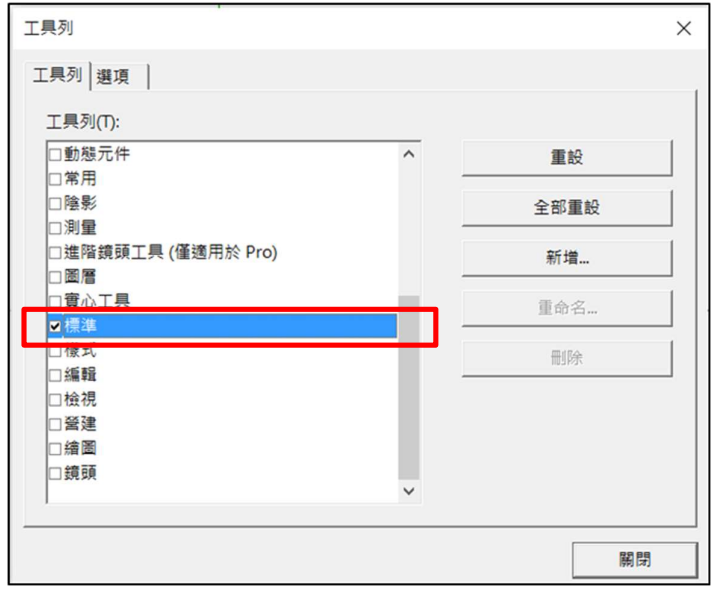 工具列
工具列
選項
工具列(T):
動態元件
常用
陰影
測量
進階鏡頭工具 (僅適用於 Pro)
圖層
實心工具
標準
樣式
編輯
檢視
營建
繪圖
鏡頭
重設
全部重設
新增...
重命名...
刪除
關閉